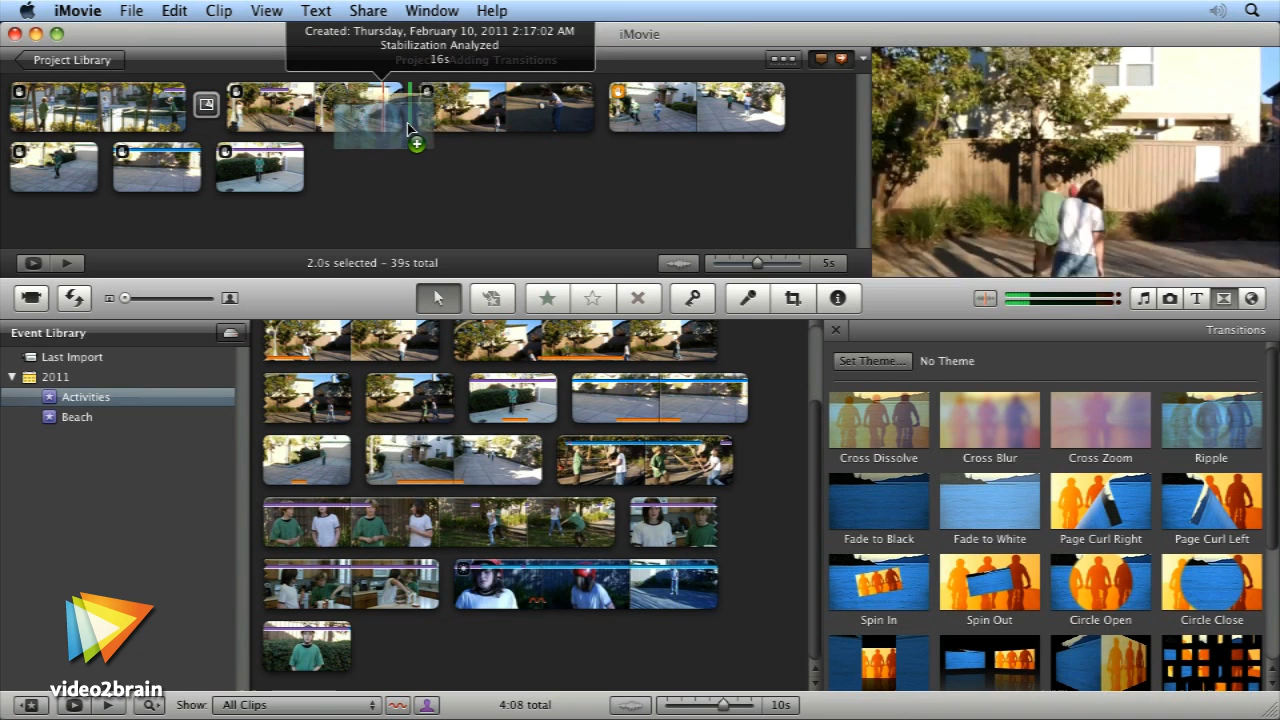 iMovie File Edit Clip View Text Share Window Help
iMovie
Created: Thursday, February 10, 2011 2:17:02 AM
Stabilization Analyzed
16s
Project Library
Adding Transitions
2.0s selected – 39s total
5s
Event Library
Last Import
2011
Activities
Beach
Transitions
Set Theme... No Theme
Cross Dissolve Cross Blur Cross Zoom Ripple
Fade to Black Fade to White Page Curl Right Page Curl Left
Spin In Spin Out Circle Open Circle Close
video2brain
Show: All Clips 4:08 total 10s